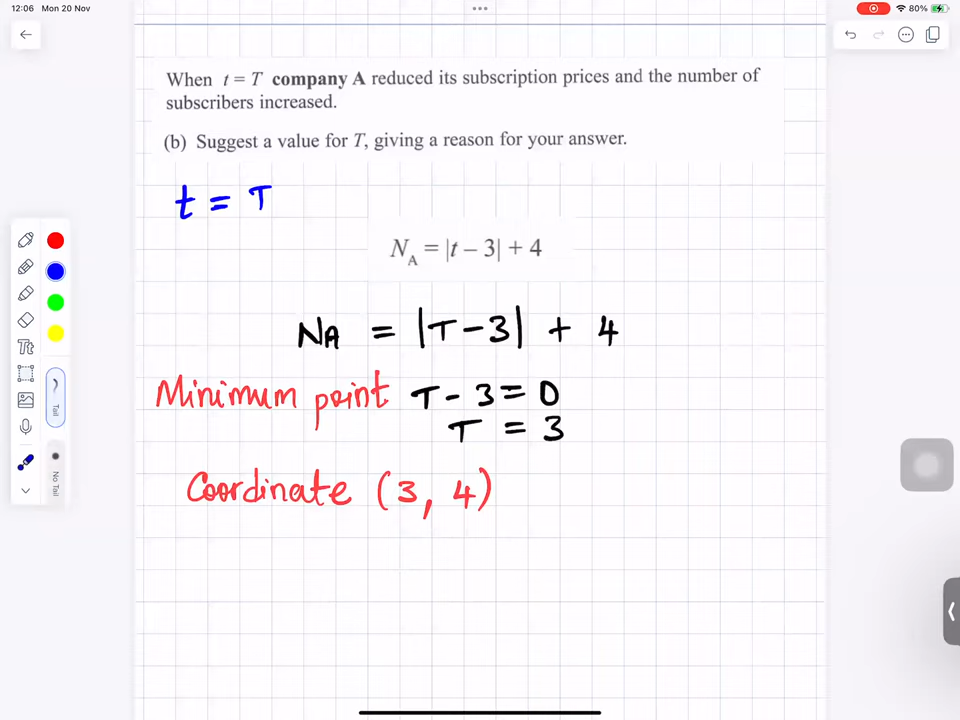 12:06 Mon 20 Nov
80%
When t = T company A reduced its subscription prices and the number of
subscribers increased.
(b) Suggest a value for T, giving a reason for your answer.
t = T
N_A = |t – 3| + 4
NA = |T - 3| + 4
Minimum point T - 3 = 0
T = 3
Coordinate (3, 4)
Tt
Tail
No Tail